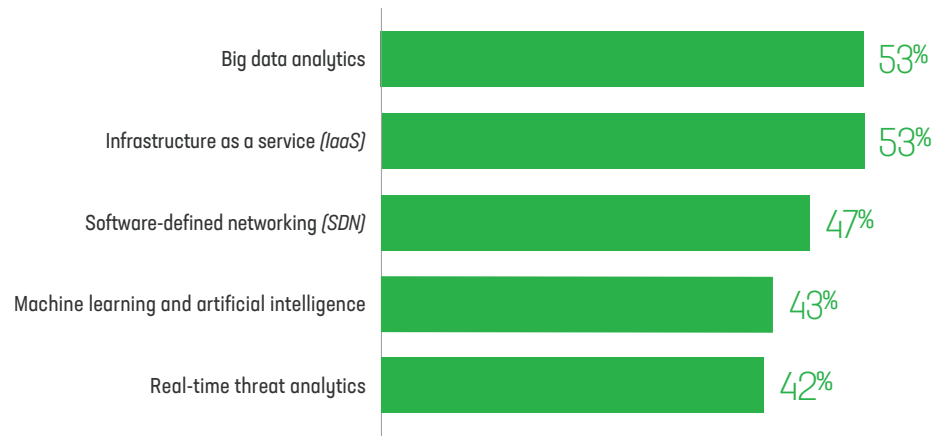 Big data analytics 53%
Infrastructure as a service (IaaS) 53%
Software-defined networking (SDN) 47%
Machine learning and artificial intelligence 43%
Real-time threat analytics 42%